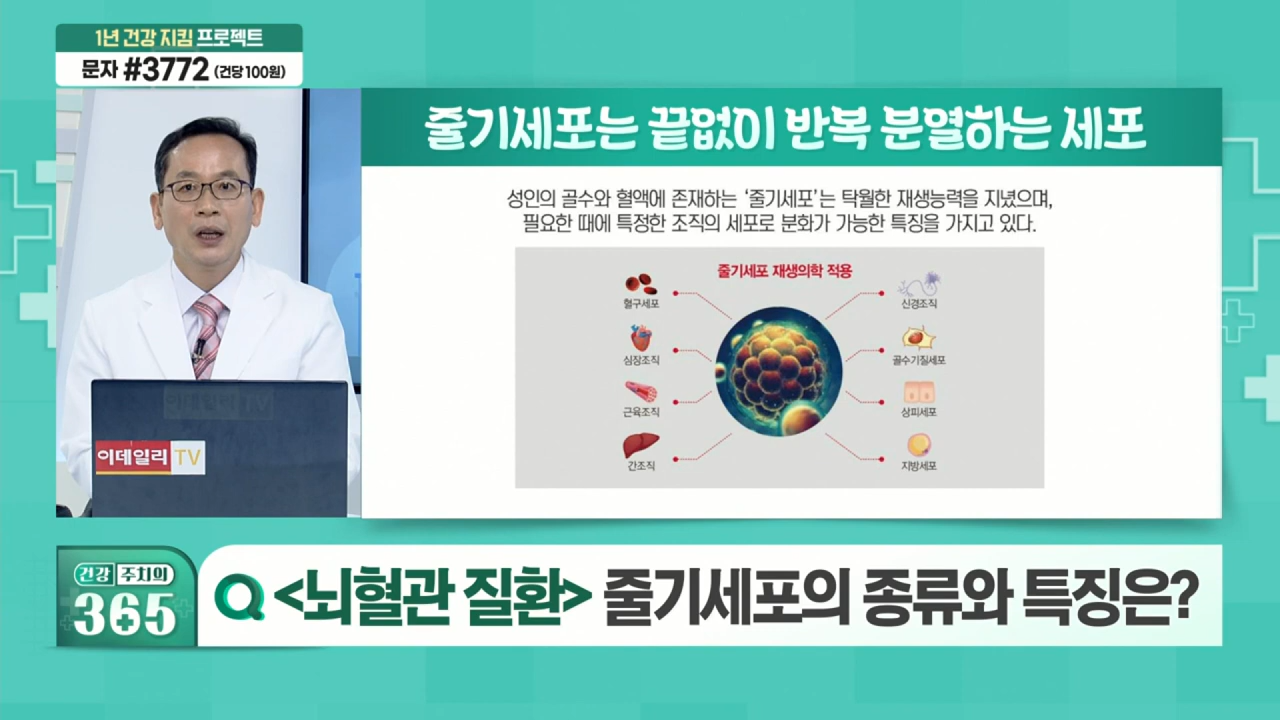 1년 건강 지킴 프로젝트
문자 #3772 (건당 100원)
줄기세포는 끝없이 반복 분열하는 세포
성인의 골수와 혈액에 존재하는 ‘줄기세포’는 탁월한 재생능력을 지녔으며,
필요한 때에 특정한 조직의 세포로 분화가 가능한 특징을 가지고 있다.
줄기세포 재생의학 적용
혈구세포
신경조직
심장조직
골수기질세포
근육조직
상피세포
간조직
지방세포
이데일리 TV
이데일리 TV
건강 주치의
365
Q <뇌혈관 질환> 줄기세포의 종류와 특징은?